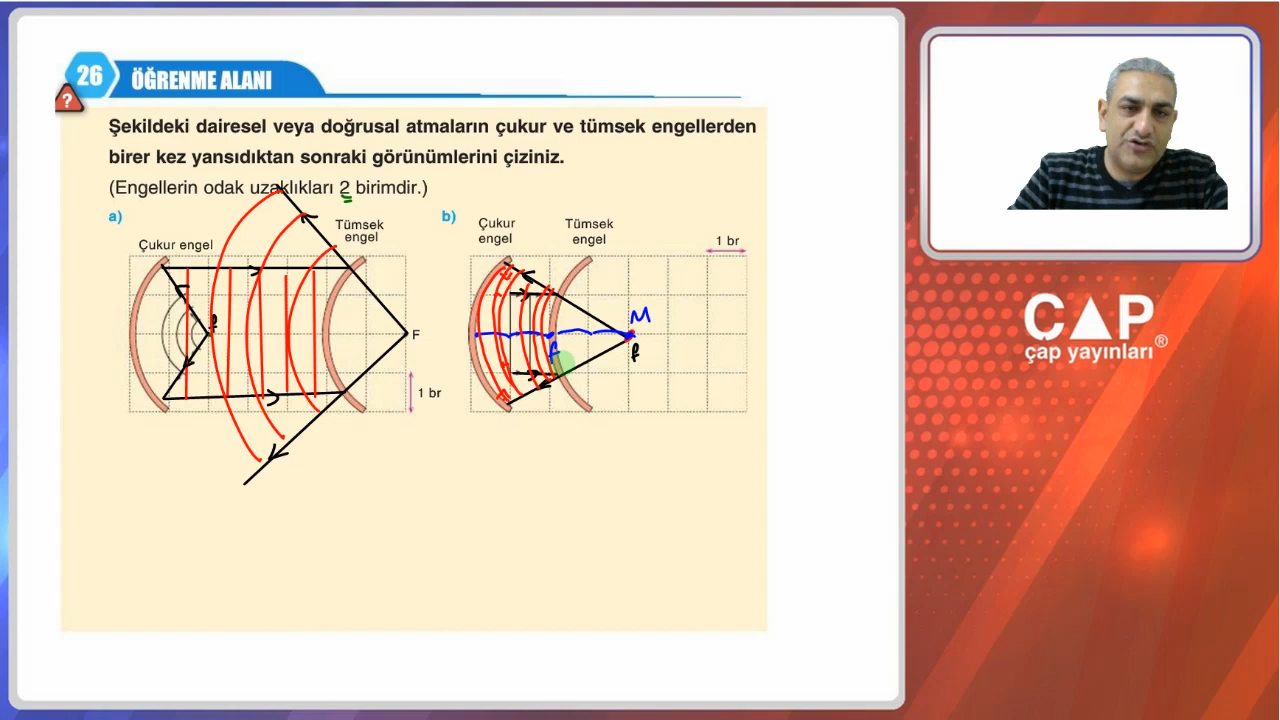 26 ÖĞRENME ALANI
?
Şekildeki dairesel veya doğrusal atmaların çukur ve tümsek engellerden
birer kez yansıdıktan sonraki görünümlerini çiziniz.
(Engellerin odak uzaklıkları 2 birimdir.)
a)
Çukur engel
Tümsek
engel
F
1 br
b)
Çukur
engel
Tümsek
engel
1 br
M
F
ÇAP
çap yayınları®